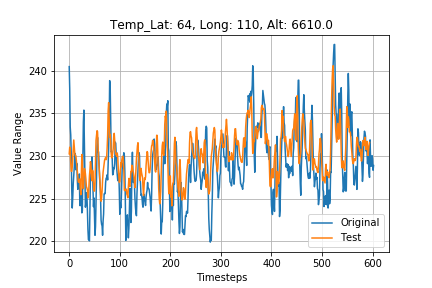 Temp_Lat: 64, Long: 110, Alt: 6610.0
Value Range
240
235
230
225
220
0 100 200 300 400 500 600
Timesteps
Original
Test